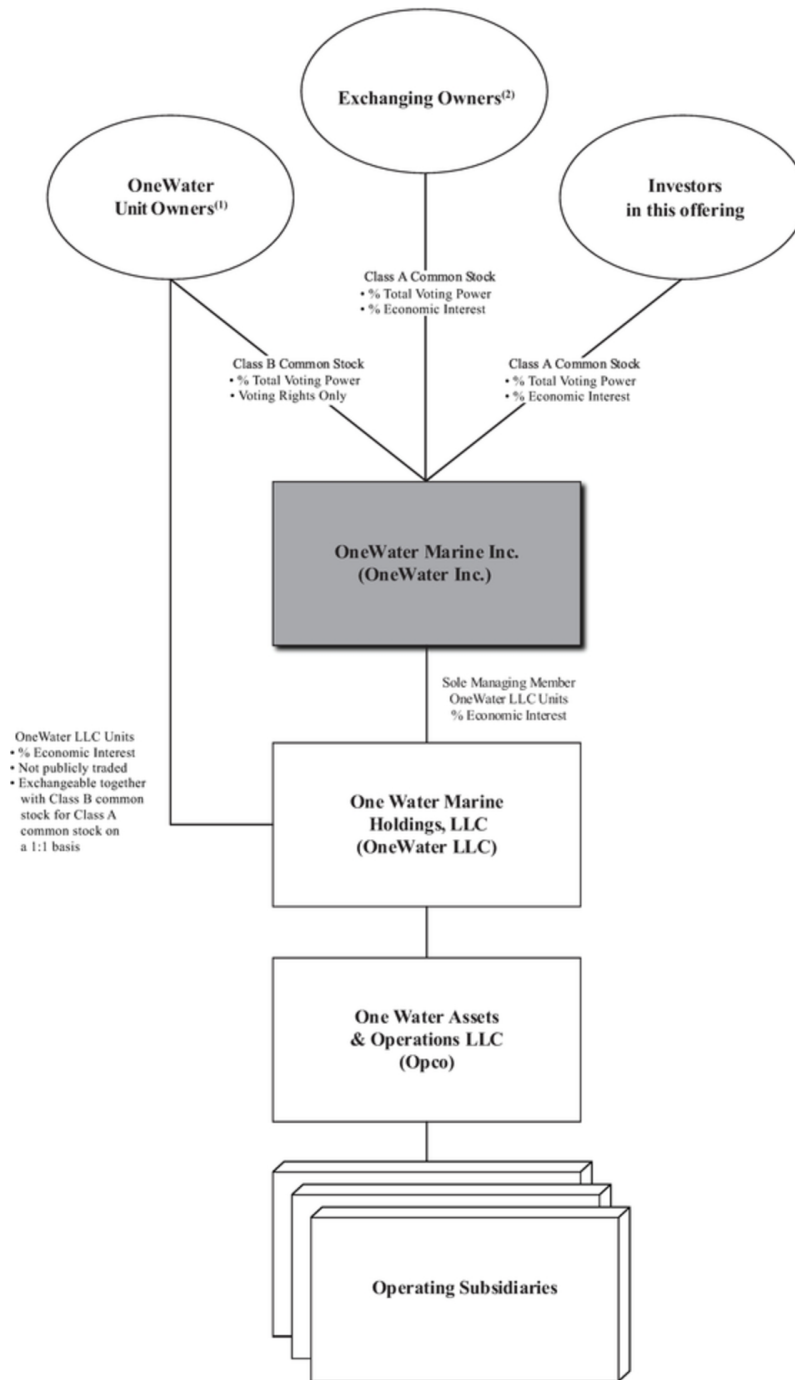 Exchanging Owners(2)
OneWater
Unit Owners(1)
Investors
in this offering
Class A Common Stock
• % Total Voting Power
• % Economic Interest
Class B Common Stock
• % Total Voting Power
• Voting Rights Only
Class A Common Stock
• % Total Voting Power
• % Economic Interest
OneWater Marine Inc.
(OneWater Inc.)
Sole Managing Member
OneWater LLC Units
% Economic Interest
OneWater LLC Units
• % Economic Interest
• Not publicly traded
• Exchangeable together
with Class B common
stock for Class A
common stock on
a 1:1 basis
One Water Marine
Holdings, LLC
(OneWater LLC)
One Water Assets
& Operations LLC
(Opco)
Operating Subsidiaries